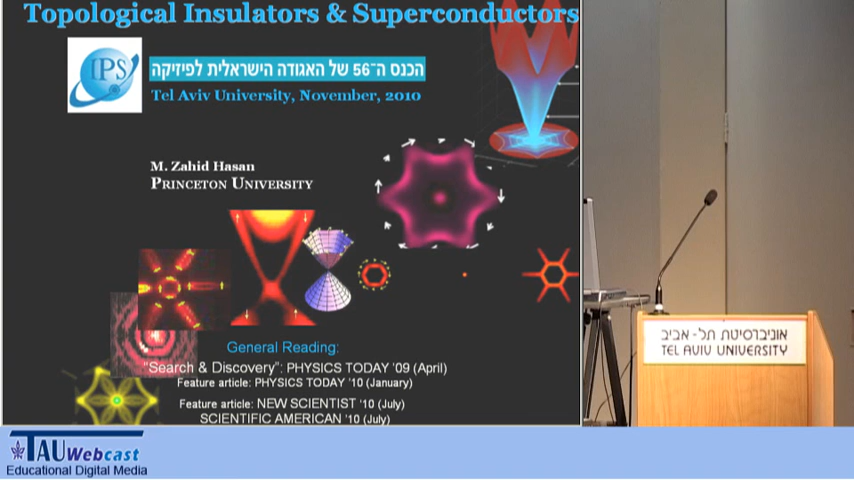 Topological Insulators & Superconductors
IPS
הכנס ה־56 של האגודה הישראלית לפיזיקה
Tel Aviv University, November, 2010
M. Zahid Hasan
PRINCETON UNIVERSITY
General Reading:
"Search & Discovery": PHYSICS TODAY '09 (April)
Feature article: PHYSICS TODAY '10 (January)
Feature article: NEW SCIENTIST '10 (July)
SCIENTIFIC AMERICAN '10 (July)
אוניברסיטת תל-אביב
TEL AVIV UNIVERSITY
TAU Webcast
Educational Digital Media